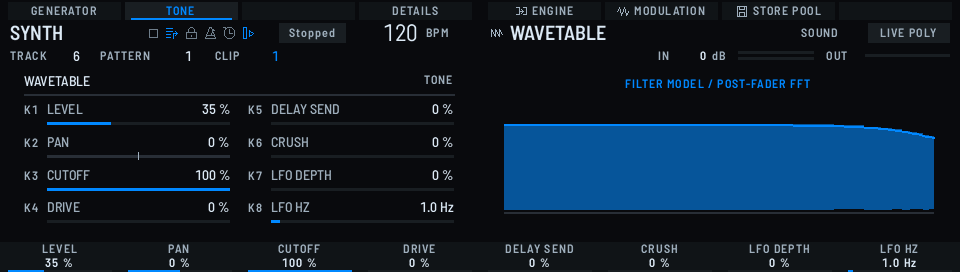 GENERATOR TONE DETAILS ENGINE MODULATION STORE POOL
SYNTH Stopped 120 BPM WAVETABLE SOUND LIVE POLY
TRACK 6 PATTERN 1 CLIP 1 IN 0 dB OUT
WAVETABLE TONE
FILTER MODEL / POST-FADER FFT
K1 LEVEL 35 % K5 DELAY SEND 0 %
K2 PAN 0 % K6 CRUSH 0 %
K3 CUTOFF 100 % K7 LFO DEPTH 0 %
K4 DRIVE 0 % K8 LFO HZ 1.0 Hz
LEVEL PAN CUTOFF DRIVE DELAY SEND CRUSH LFO DEPTH LFO HZ
35 % 0 % 100 % 0 % 0 % 0 % 0 % 1.0 Hz